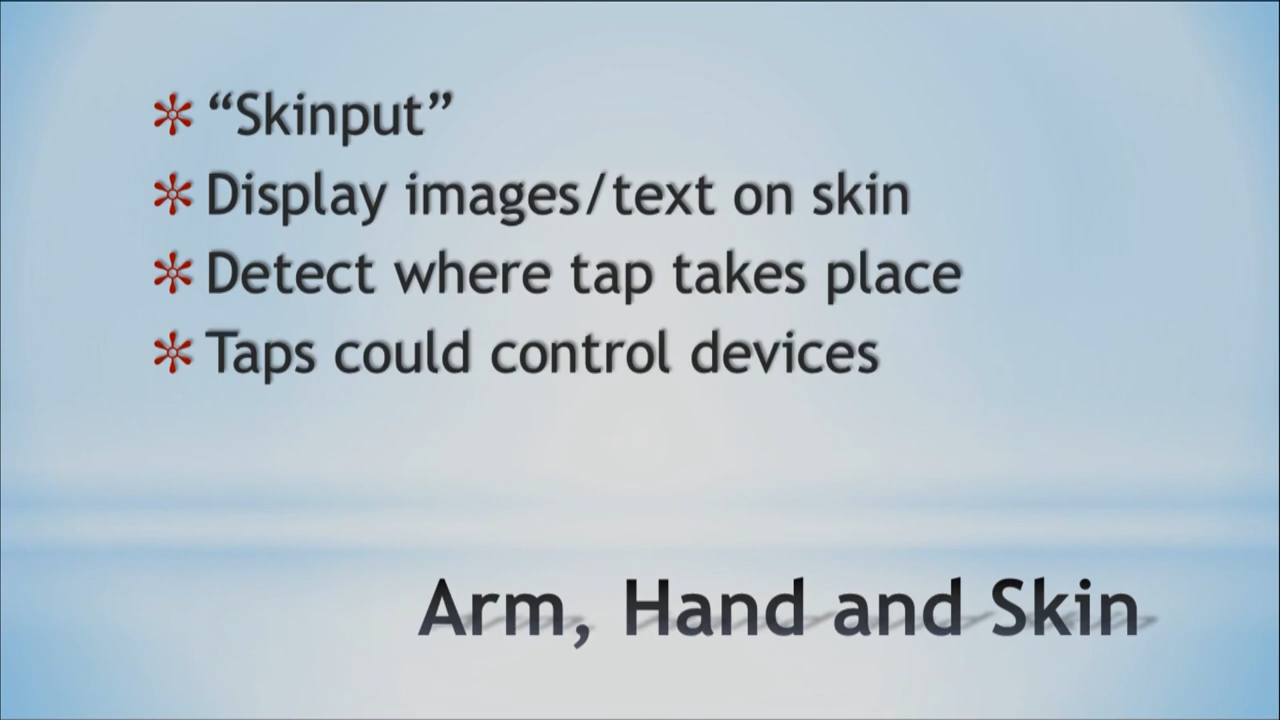 “Skinput”
Display images/text on skin
Detect where tap takes place
Taps could control devices
Arm, Hand and Skin